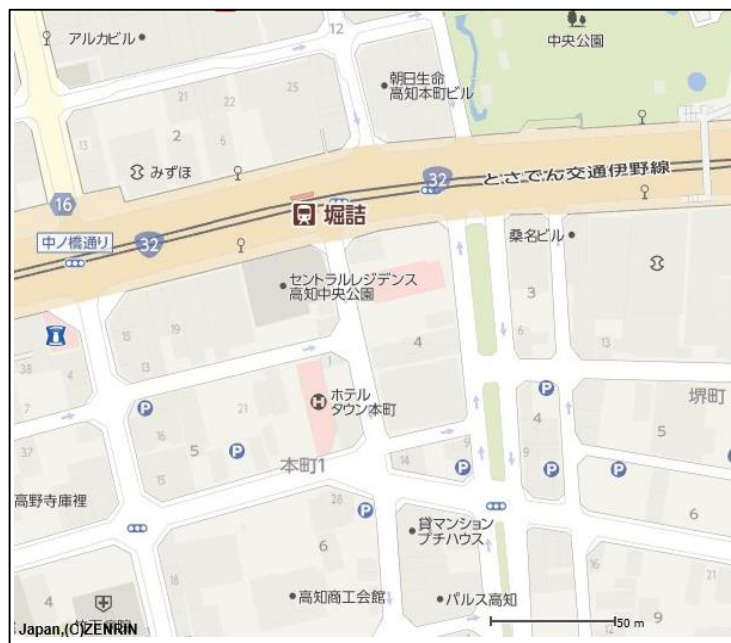 アルカビル
12
中央公園
朝日生命
高知本町ビル
21
22
25
2
6
13
みずほ
16
32
とさでん交通伊野線
堀詰
中ノ橋通り
32
桑名ビル
セントラルレジデンス
高知中央公園
3
15
19
4
6
13
13
1
38
4
7
ホテル
タウン本町
堺町
16
21
4
5
5
9
9
37
本町1
14
15
高野寺庫裡
28
6
貸マンション
プチハウス
6
18
16
4
高知商工会館
パルス高知
21
9
50 m
Japan,(C)ZENRIN